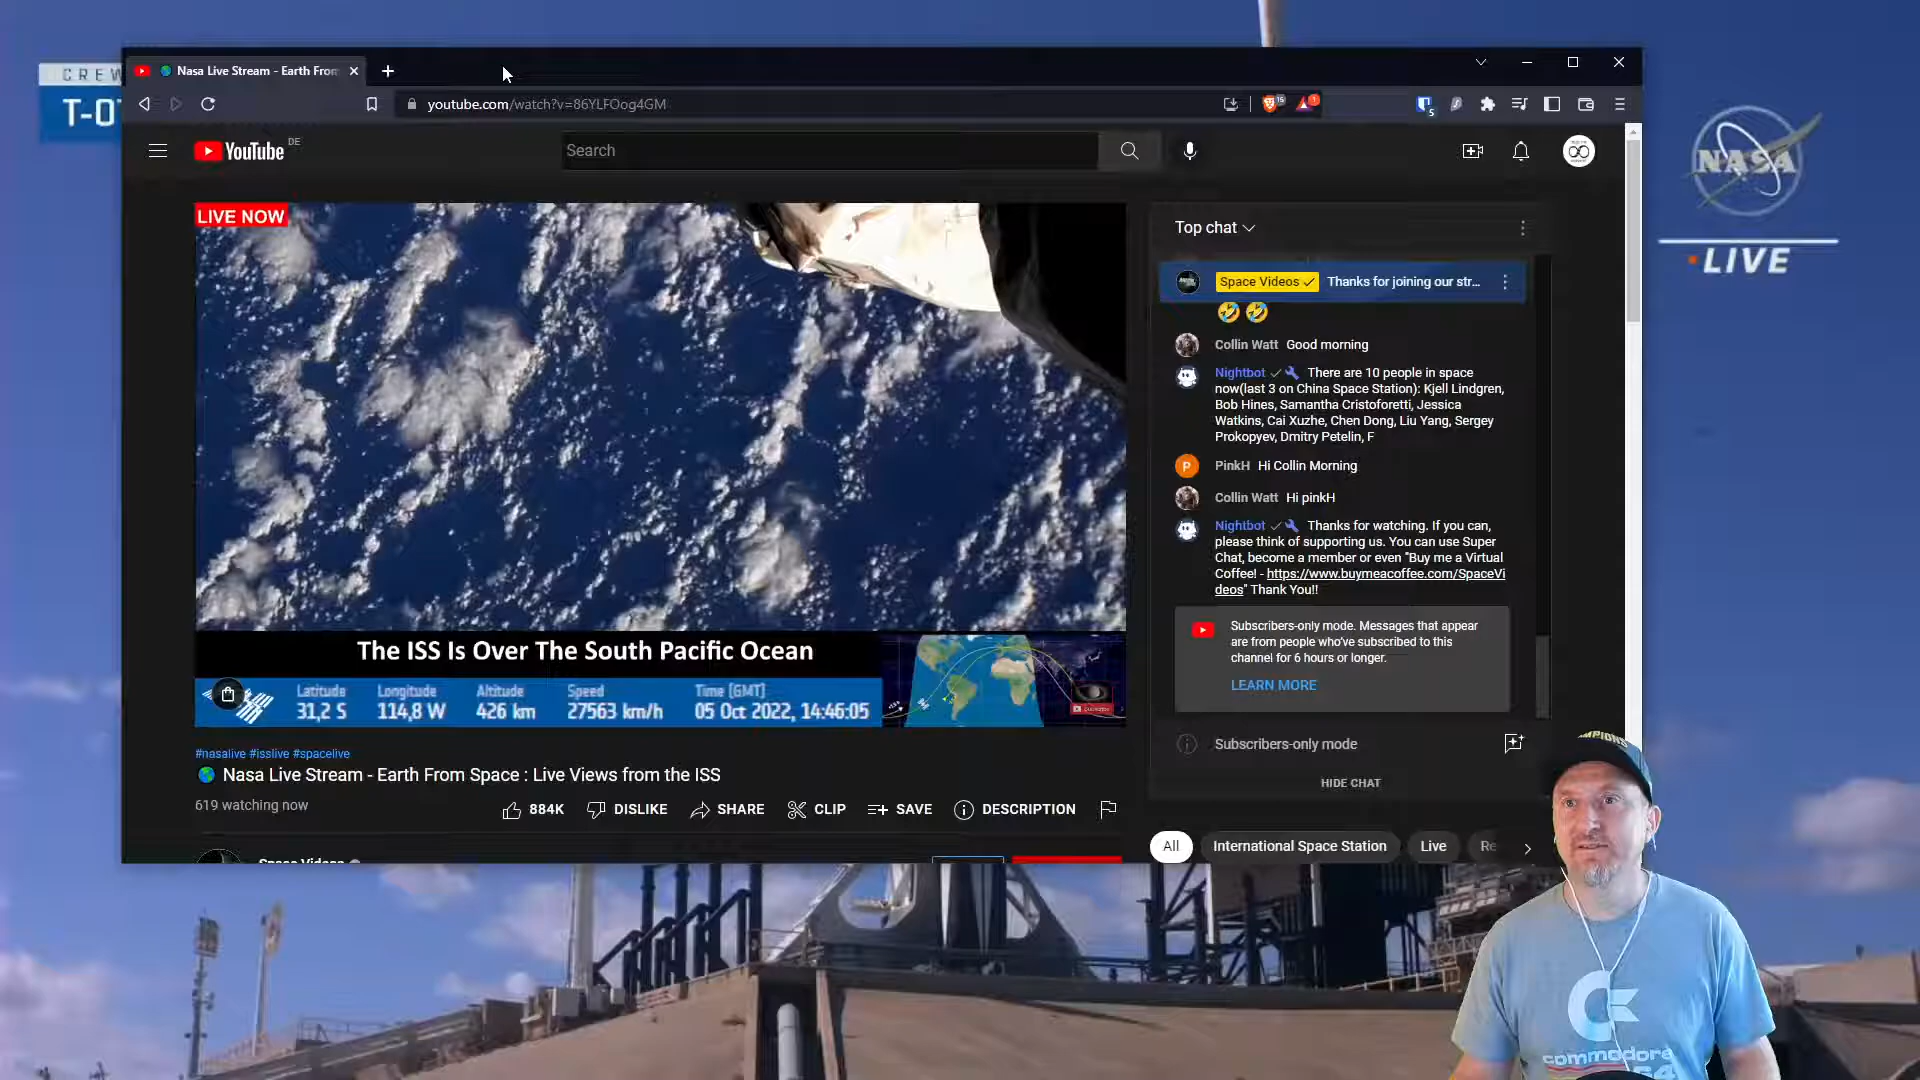 CREW
T-0
Nasa Live Stream - Earth From
youtube.com/watch?v=86YLFOog4GM
15
1
5
YouTube
DE
Search
NASA
LIVE
LIVE NOW
Top chat
Space Videos Thanks for joining our str...
Collin Watt Good morning
Nightbot There are 10 people in space
now(last 3 on China Space Station): Kjell Lindgren,
Bob Hines, Samantha Cristoforetti, Jessica
Watkins, Cai Xuzhe, Chen Dong, Liu Yang, Sergey
Prokopyev, Dmitry Petelin, F
P PinkH Hi Collin Morning
Collin Watt Hi pinkH
Nightbot Thanks for watching. If you can,
please think of supporting us. You can use Super
Chat, become a member or even "Buy me a Virtual
Coffee! - https://www.buymeacoffee.com/SpaceVi
deos" Thank You!!
Subscribers-only mode. Messages that appear
are from people who've subscribed to this
channel for 6 hours or longer.
LEARN MORE
Subscribers-only mode
HIDE CHAT
The ISS Is Over The South Pacific Ocean
Latitude Longitude Altitude Speed Time (GMT)
31,2 S 114,8 W 426 km 27563 km/h 05 Oct 2022, 14:46:05
#nasalive #isslive #spacelive
Nasa Live Stream - Earth From Space : Live Views from the ISS
619 watching now
884K DISLIKE SHARE CLIP SAVE DESCRIPTION
Space Videos
All International Space Station Live Re
commodore
64